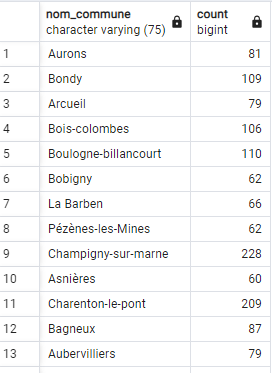 nom_commune count
character varying (75) bigint
1 Aurons 81
2 Bondy 109
3 Arcueil 79
4 Bois-colombes 106
5 Boulogne-billancourt 110
6 Bobigny 62
7 La Barben 66
8 Pézènes-les-Mines 62
9 Champigny-sur-marne 228
10 Asnières 60
11 Charenton-le-pont 209
12 Bagneux 87
13 Aubervilliers 79